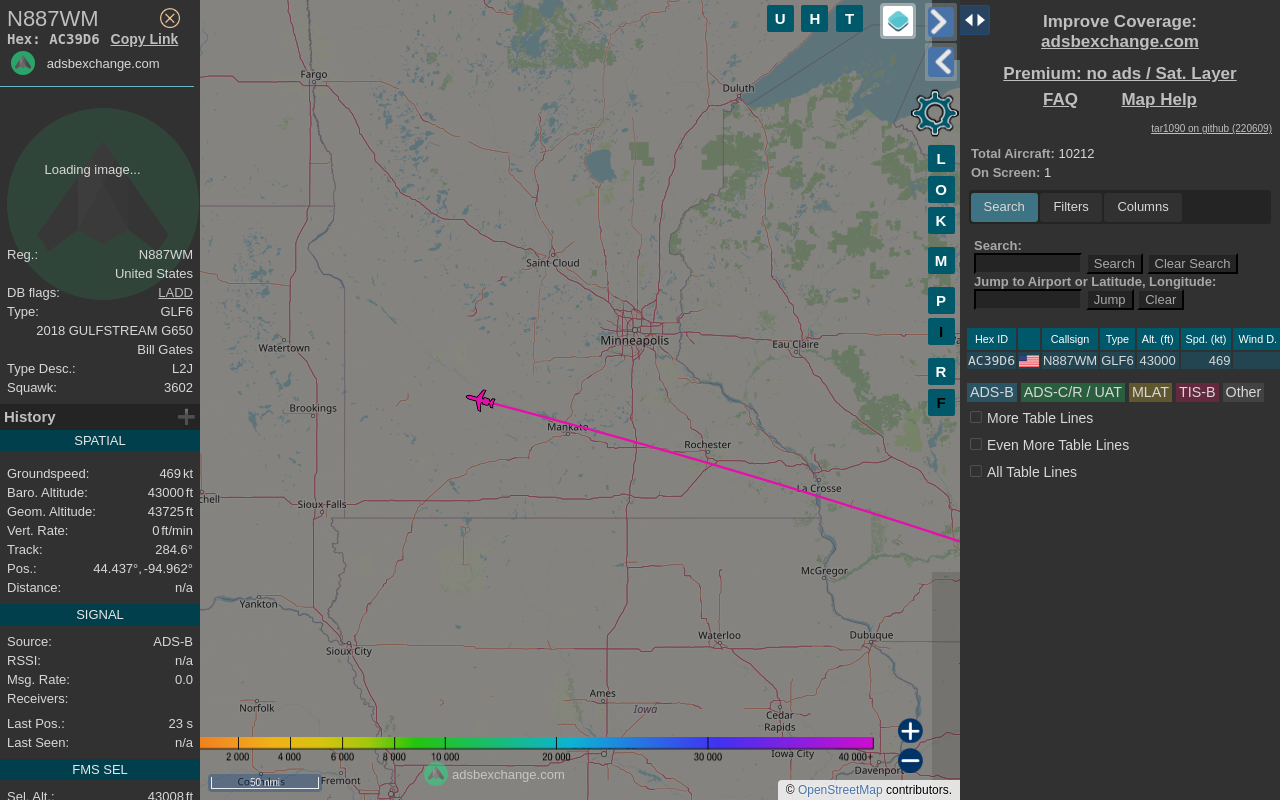 N887WM
Hex: AC39D6 Copy Link
adsbexchange.com
Loading image...
Reg.: N887WM
United States
DB flags: LADD
Type: GLF6
2018 GULFSTREAM G650
Bill Gates
Type Desc.: L2J
Squawk: 3602
History
SPATIAL
Groundspeed: 469 kt
Baro. Altitude: 43000 ft
Geom. Altitude: 43725 ft
Vert. Rate: 0 ft/min
Track: 284.6°
Pos.: 44.437°, -94.962°
Distance: n/a
SIGNAL
Source: ADS-B
RSSI: n/a
Msg. Rate: 0.0
Receivers:
Last Pos.: 23 s
Last Seen: n/a
FMS SEL
Sel. Alt.: 43008 ft
U H T
L
O
K
M
P
I
R
F
Fargo
Duluth
Saint Cloud
Minneapolis
Watertown
Eau Claire
Brookings
Mankato
Rochester
chell
Sioux Falls
La Crosse
McGregor
Yankton
Waterloo
Dubuque
Sioux City
Ames
Norfolk
Iowa
Cedar
Rapids
Iowa City
Davenport
Fremont
2 000 4 000 6 000 8 000 10 000 20 000 30 000 40 000+
50 nmi
adsbexchange.com
© OpenStreetMap contributors.
Improve Coverage:
adsbexchange.com
Premium: no ads / Sat. Layer
FAQ Map Help
tar1090 on github (220609)
Total Aircraft: 10212
On Screen: 1
Search Filters Columns
Search:
Search Clear Search
Jump to Airport or Latitude, Longitude:
Jump Clear
Hex ID Callsign Type Alt. (ft) Spd. (kt) Wind D.
AC39D6 N887WM GLF6 43000 469
ADS-B ADS-C/R / UAT MLAT TIS-B Other
More Table Lines
Even More Table Lines
All Table Lines